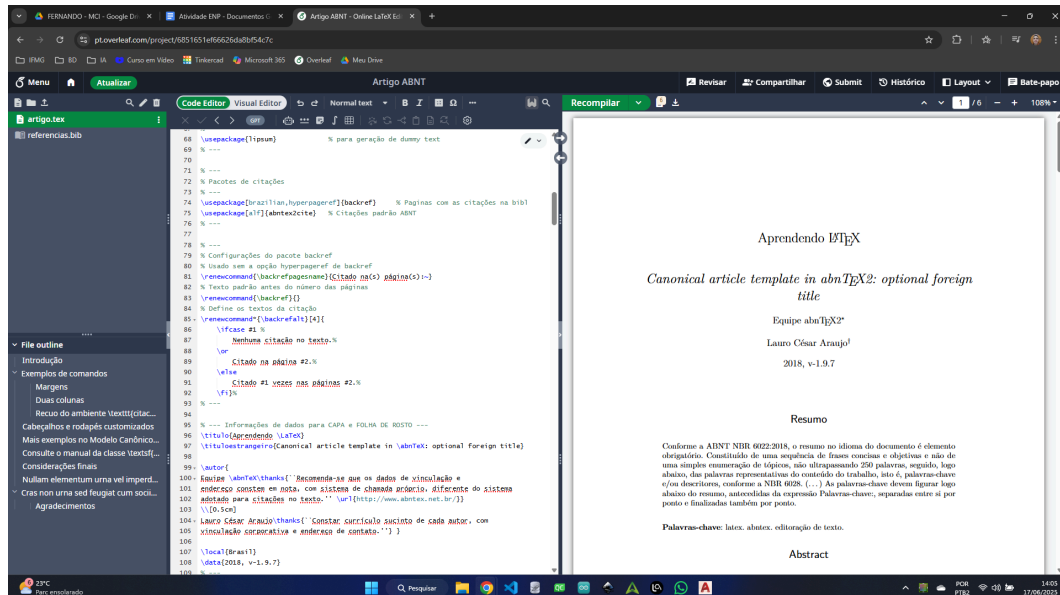 FERNANDO - MCI - Google Dri
Atividade ENP - Documentos G
Artigo ABNT - Online LaTeX Edi
pt.overleaf.com/project/6851651ef66626da8bf54c7c
IFMG
BD
IA
Curso em Vídeo
Tinkercad
Microsoft 365
Overleaf
Meu Drive
Menu
Atualizar
Artigo ABNT
Revisar
Compartilhar
Submit
Histórico
Layout
Bate-papo
Code Editor
Visual Editor
Normal text
B I Ω
Recompilar
1 / 6
108%
artigo.tex
referencias.bib
GPT
68 \usepackage{lipsum} % para geração de dummy text
69 % ---
70
71 % ---
72 % Pacotes de citações
73 % ---
74 \usepackage[brazilian,hyperpageref]{backref} % Paginas com as citações na bibl
75 \usepackage[alf]{abntex2cite} % Citações padrão ABNT
76 % ---
77
78 % ---
79 % Configurações do pacote backref
80 % Usado sem a opção hyperpageref de backref
81 \renewcommand{\backrefpagesname}{Citado na(s) página(s):~}
82 % Texto padrão antes do número das páginas
83 \renewcommand{\backref}{}
84 % Define os textos da citação
85 \renewcommand*{\backrefalt}[4]{
86 \ifcase #1 %
87 Nenhuma citação no texto.%
88 \or
89 Citado na página #2.%
90 \else
91 Citado #1 vezes nas páginas #2.%
92 \fi}%
93 % ---
94
95 % --- Informações de dados para CAPA e FOLHA DE ROSTO ---
96 \titulo{Aprendendo \LaTeX}
97 \tituloestrangeiro{Canonical article template in \abnTeX: optional foreign title}
98
99 \autor{
100 Equipe \abnTeX\thanks{``Recomenda-se que os dados de vinculação e
101 endereço constem em nota, com sistema de chamada próprio, diferente do sistema
102 adotado para citações no texto.'' \url{http://www.abntex.net.br/}}
103 \\[0.5cm]
104 Lauro César Araujo\thanks{``Constar currículo sucinto de cada autor, com
105 vinculação corporativa e endereço de contato.''} }
106
107 \local{Brasil}
108 \data{2018, v-1.9.7}
109 % ---
File outline
Introdução
Exemplos de comandos
Margens
Duas colunas
Recuo do ambiente \texttt{citac...
Cabeçalhos e rodapés customizados
Mais exemplos no Modelo Canônico...
Consulte o manual da classe \textsf{...
Considerações finais
Nullam elementum urna vel imperd...
Cras non urna sed feugiat cum soci...
Agradecimentos
Aprendendo LATEX
Canonical article template in abnTEX2: optional foreign
title
Equipe abnTEX2*
Lauro César Araujo†
2018, v-1.9.7
Resumo
Conforme a ABNT NBR 6022:2018, o resumo no idioma do documento é elemento
obrigatório. Constituído de uma sequência de frases concisas e objetivas e não de
uma simples enumeração de tópicos, não ultrapassando 250 palavras, seguido, logo
abaixo, das palavras representativas do conteúdo do trabalho, isto é, palavras-chave
e/ou descritores, conforme a NBR 6028. (. . . ) As palavras-chave devem figurar logo
abaixo do resumo, antecedidas da expressão Palavras-chave:, separadas entre si por
ponto e finalizadas também por ponto.
Palavras-chave: latex. abntex. editoração de texto.
Abstract
23°C
Parc ensolarado
Pesquisar
POR
PTB2
14:05
17/06/2025